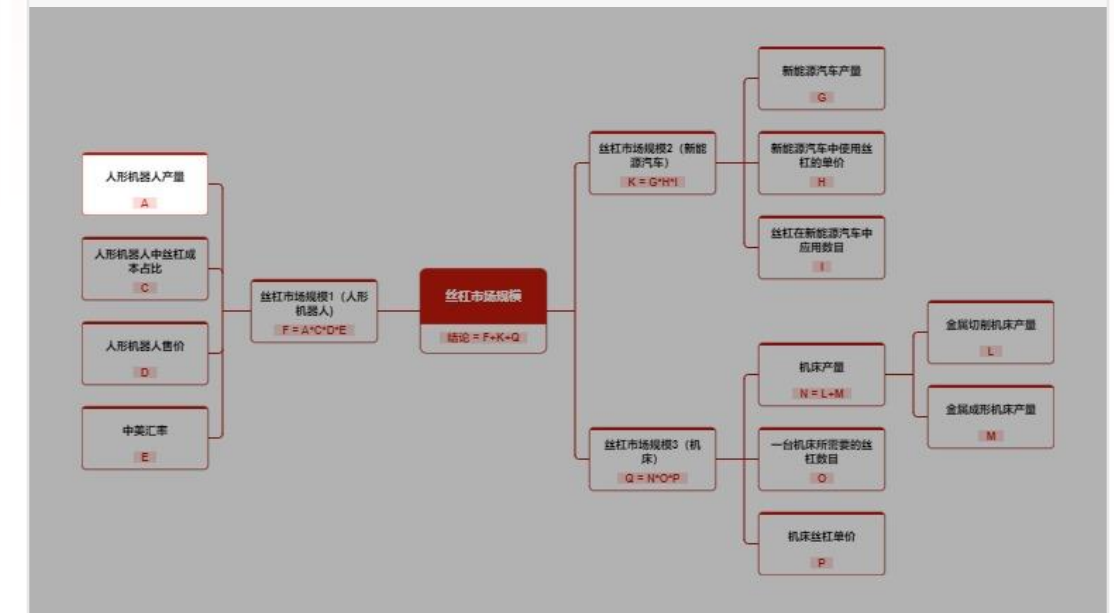 人形机器人产量
A
人形机器人中丝杠成
本占比
C
人形机器人售价
D
中美汇率
E
丝杠市场规模1（人形
机器人)
F = A*C*D*E
丝杠市场规模
结论 = F+K+Q
丝杠市场规模2（新能
源汽车）
K = G*H*I
新能源汽车产量
G
新能源汽车中使用丝
杠的单价
H
丝杠在新能源汽车中
应用数目
I
丝杠市场规模3（机
床）
Q = N*O*P
机床产量
N = L+M
金属切削机床产量
L
金属成形机床产量
M
一台机床所需要的丝
杠数目
O
机床丝杠单价
P